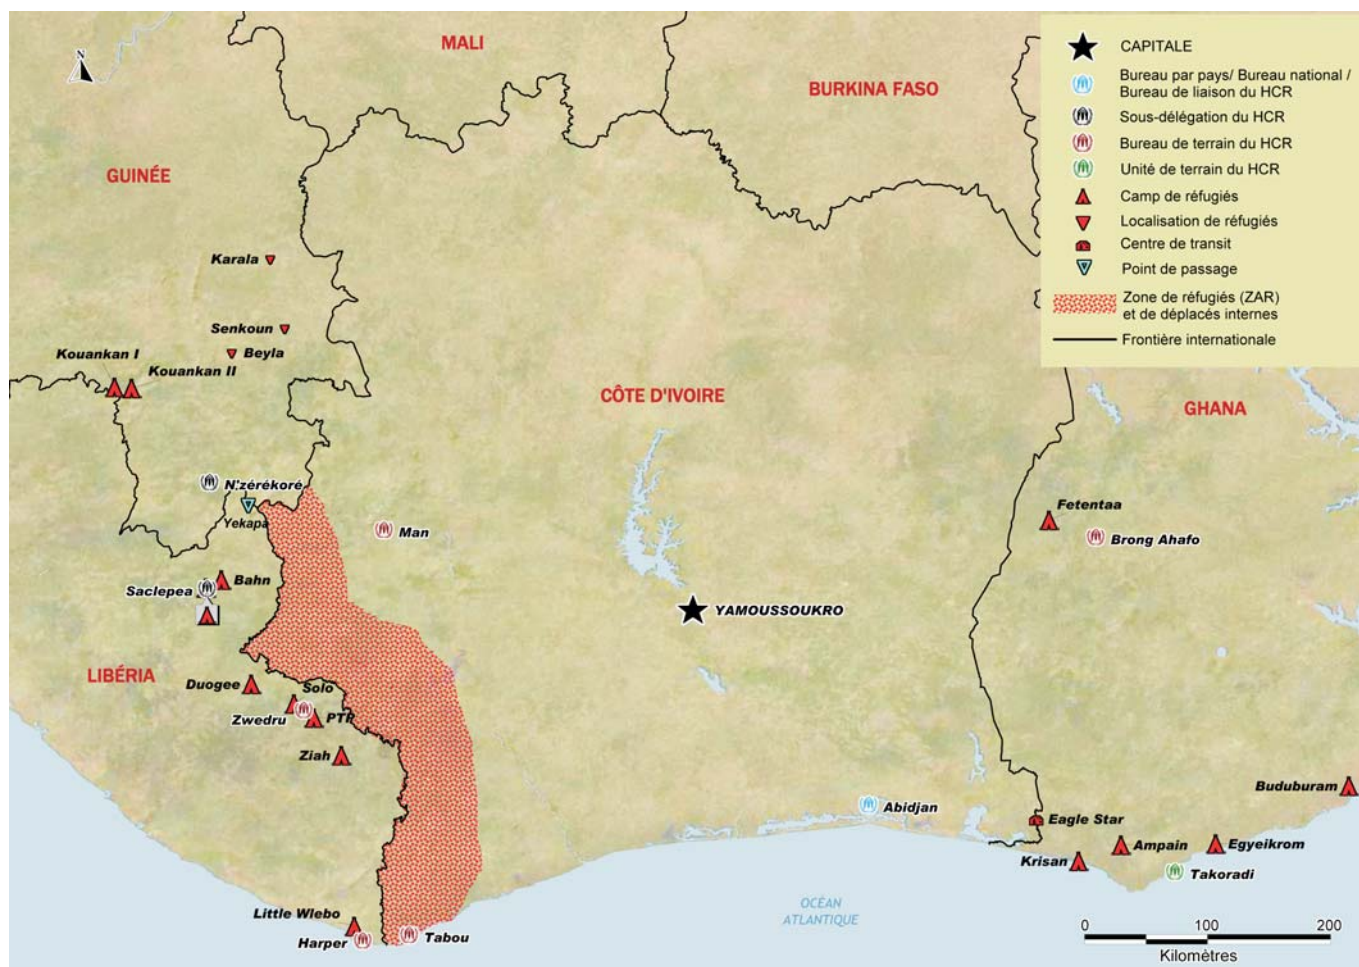 N
MALI
BURKINA FASO
GUINÉE
CAPITALE
Bureau par pays/ Bureau national /
Bureau de liaison du HCR
Sous-délégation du HCR
Bureau de terrain du HCR
Unité de terrain du HCR
Camp de réfugiés
Localisation de réfugiés
Centre de transit
Point de passage
Zone de réfugiés (ZAR)
et de déplacés internes
Frontière internationale
Karala
Senkoun
Beyla
Kouankan I
Kouankan II
CÔTE D'IVOIRE
GHANA
N'zérékoré
Yekapa
Man
Fetentaa
Brong Ahafo
Bahn
Saclepea
YAMOUSSOUKRO
LIBÉRIA
Duogee
Solo
Zwedru
PTP
Ziah
Buduburam
Abidjan
Eagle Star
Krisan
Ampain
Egyeikrom
Takoradi
Little Wlebo
Harper
Tabou
OCÉAN
ATLANTIQUE
0 100 200
Kilomètres